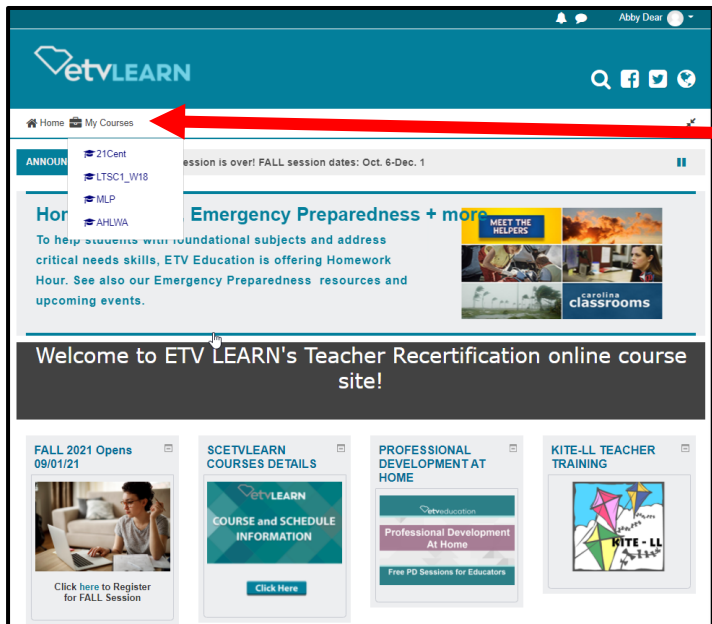 Abby Dear
etvLEARN
Home My Courses
21Cent
LTSC1_W18
MLP
AHLWA
ANNOUN ession is over! FALL session dates: Oct. 6-Dec. 1
Hor Emergency Preparedness + more
To help students with foundational subjects and address
critical needs skills, ETV Education is offering Homework
Hour. See also our Emergency Preparedness resources and
upcoming events.
MEET THE
HELPERS
carolina
classrooms
Welcome to ETV LEARN's Teacher Recertification online course
site!
FALL 2021 Opens
09/01/21
Click here to Register
for FALL Session
SCETVLEARN
COURSES DETAILS
etvLEARN
COURSE and SCHEDULE
INFORMATION
Click Here
PROFESSIONAL
DEVELOPMENT AT
HOME
etveducation
Professional Development
At Home
Free PD Sessions for Educators
KITE-LL TEACHER
TRAINING
KITE - LL